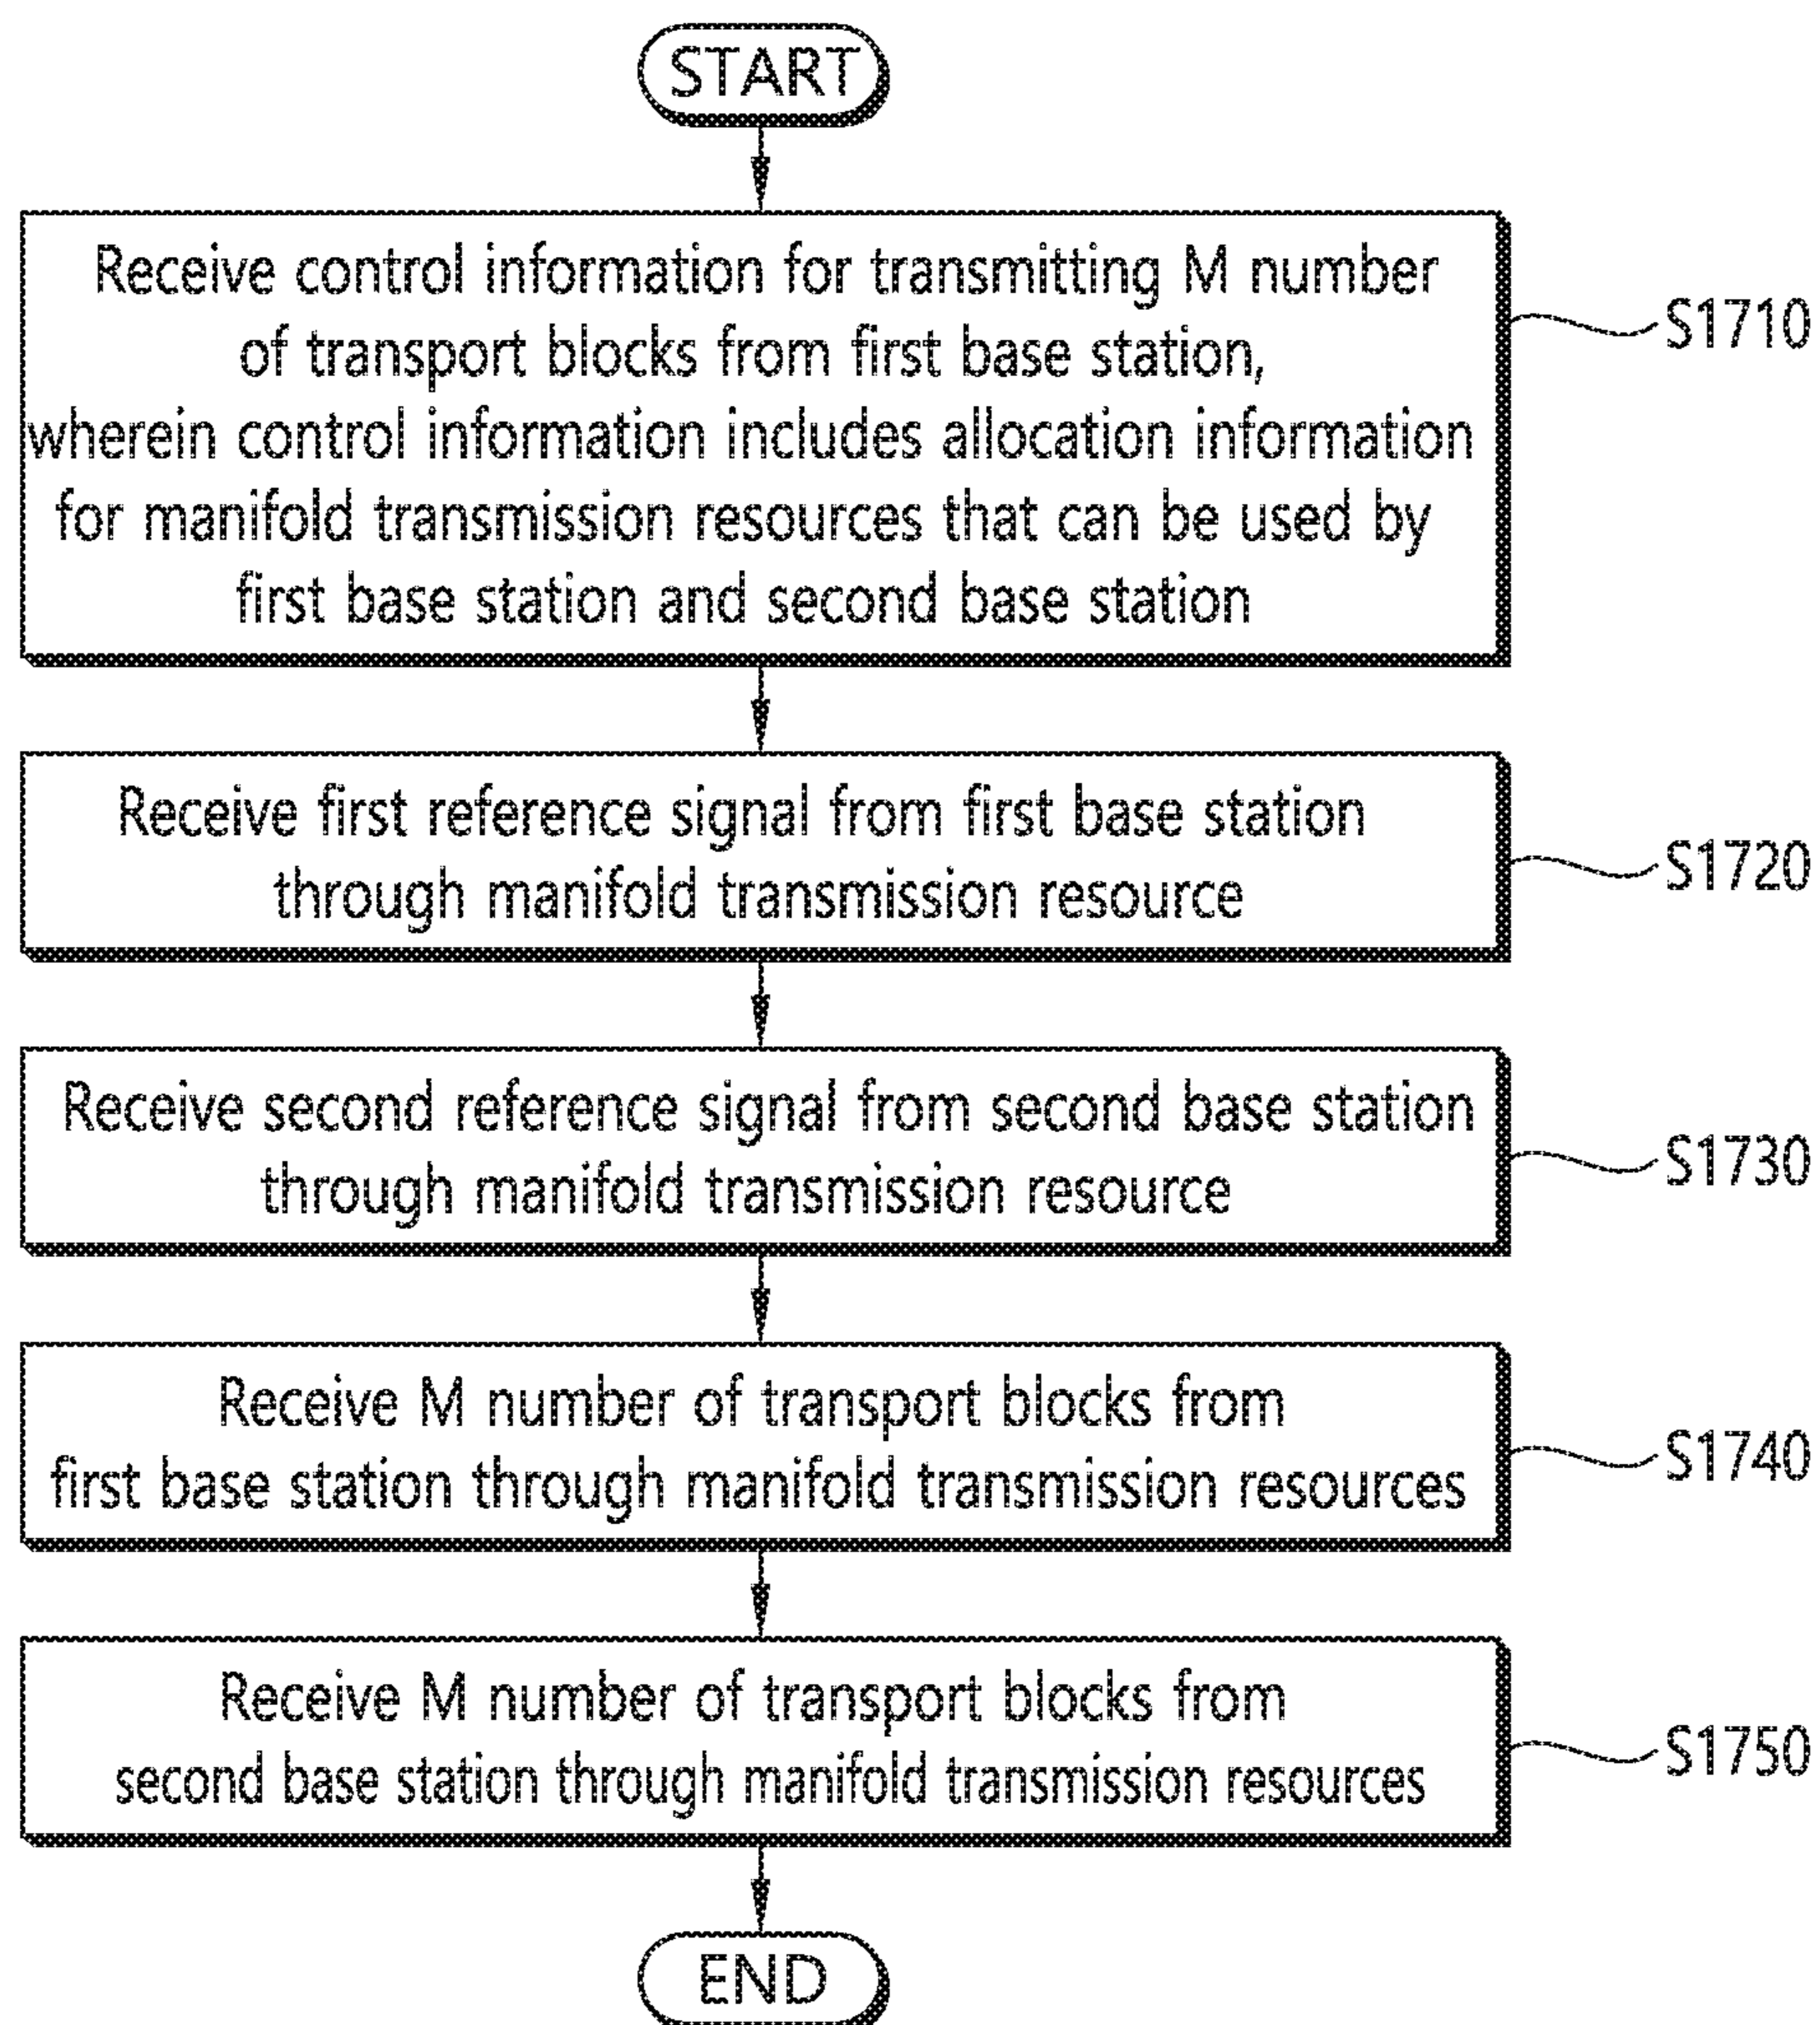 START
Receive control information for transmitting M number
of transport blocks from first base station,
wherein control information includes allocation information
for manifold transmission resources that can be used by
first base station and second base station
S1710
Receive first reference signal from first base station
through manifold transmission resource
S1720
Receive second reference signal from second base station
through manifold transmission resource
S1730
Receive M number of transport blocks from
first base station through manifold transmission resources
S1740
Receive M number of transport blocks from
second base station through manifold transmission resources
S1750
END